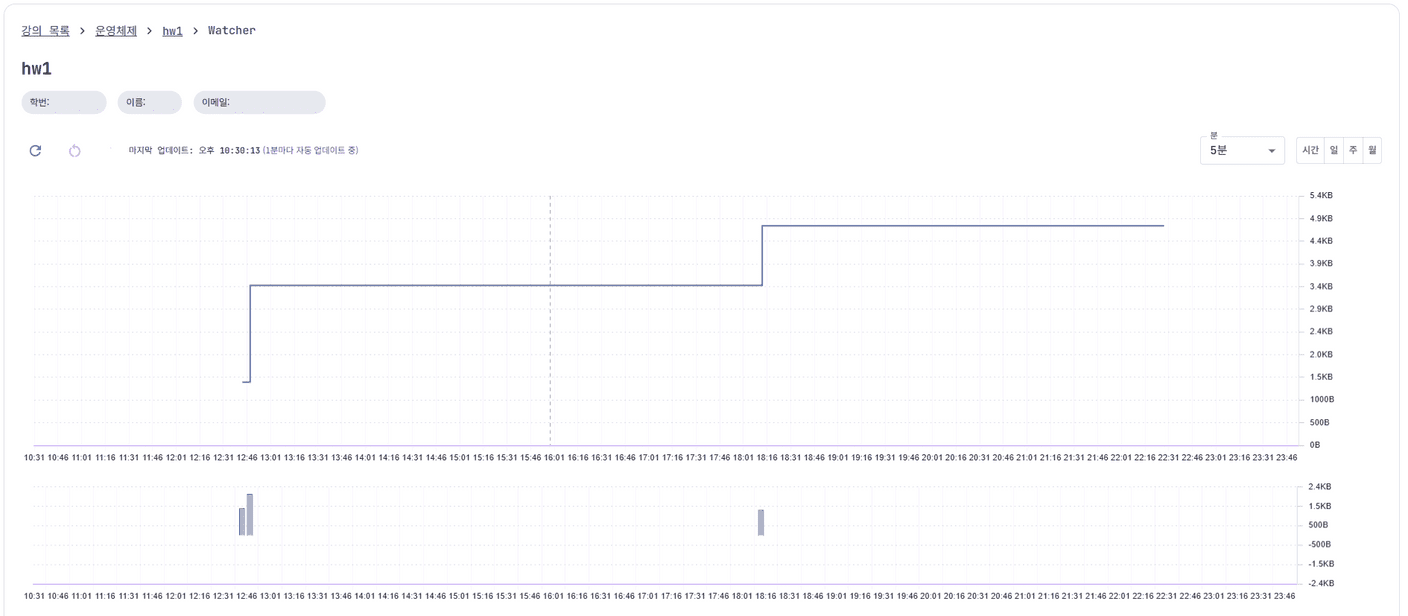 강의 목록 > 운영체제 > hw1 > Watcher
hw1
학번: 이름: 이메일:
마지막 업데이트: 오후 10:30:13 (1분마다 자동 업데이트 중)
분
5분 시간 일 주 월
5.4KB
4.9KB
4.4KB
3.9KB
3.4KB
2.9KB
2.4KB
2.0KB
1.5KB
1000B
500B
0B
10:31 10:46 11:01 11:16 11:31 11:46 12:01 12:16 12:31 12:46 13:01 13:16 13:31 13:46 14:01 14:16 14:31 14:46 15:01 15:16 15:31 15:46 16:01 16:16 16:31 16:46 17:01 17:16 17:31 17:46 18:01 18:16 18:31 18:46 19:01 19:16 19:31 19:46 20:01 20:16 20:31 20:46 21:01 21:16 21:31 21:46 22:01 22:16 22:31 22:46 23:01 23:16 23:31 23:46
2.4KB
1.5KB
500B
-500B
-1.5KB
-2.4KB
10:31 10:46 11:01 11:16 11:31 11:46 12:01 12:16 12:31 12:46 13:01 13:16 13:31 13:46 14:01 14:16 14:31 14:46 15:01 15:16 15:31 15:46 16:01 16:16 16:31 16:46 17:01 17:16 17:31 17:46 18:01 18:16 18:31 18:46 19:01 19:16 19:31 19:46 20:01 20:16 20:31 20:46 21:01 21:16 21:31 21:46 22:01 22:16 22:31 22:46 23:01 23:16 23:31 23:46